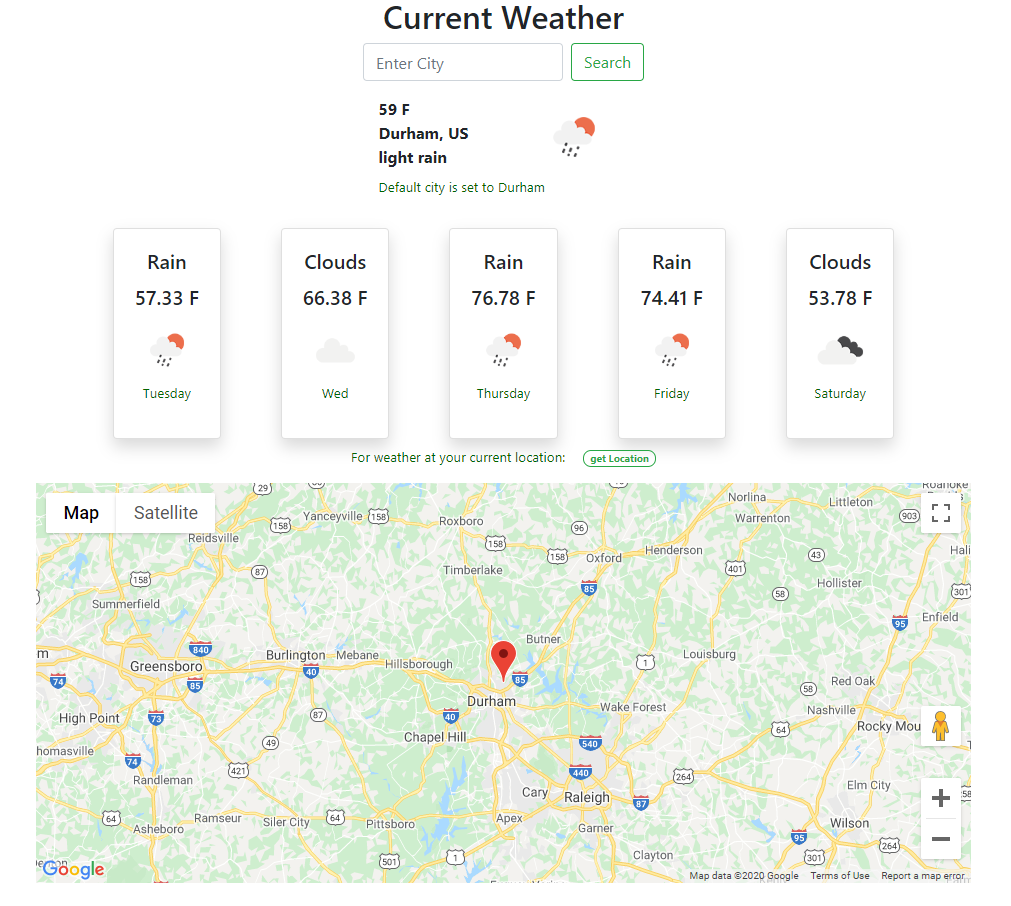 Current Weather
Enter City
Search
59 F
Durham, US
light rain
Default city is set to Durham
Rain
57.33 F
Tuesday
Clouds
66.38 F
Wed
Rain
76.78 F
Thursday
Rain
74.41 F
Friday
Clouds
53.78 F
Saturday
For weather at your current location:
get Location
Map
Satellite
29
158
Yanceyville
158
Reidsville
Roxboro
158
96
158
Oxford
Henderson
Norlina
Warrenton
Littleton
Roanoke
903
43
Hali
401
Timberlake
87
158
Summerfield
85
58
Hollister
301
Enfield
95
840
Greensboro
Burlington
40
Mebane
Hillsborough
Butner
85
1
Louisburg
m
74
85
High Point
73
87
40
Durham
Chapel Hill
Wake Forest
58
Red Oak
Nashville
64
Rocky Mou
homasville
74
49
421
Randleman
540
440
264
Cary
Raleigh
87
Elm City
58
64
Asheboro
Ramseur
Siler City
64
Pittsboro
Apex
Garner
Wilson
95
264
301
501
1
Clayton
Google
Map data ©2020 Google
Terms of Use
Report a map error